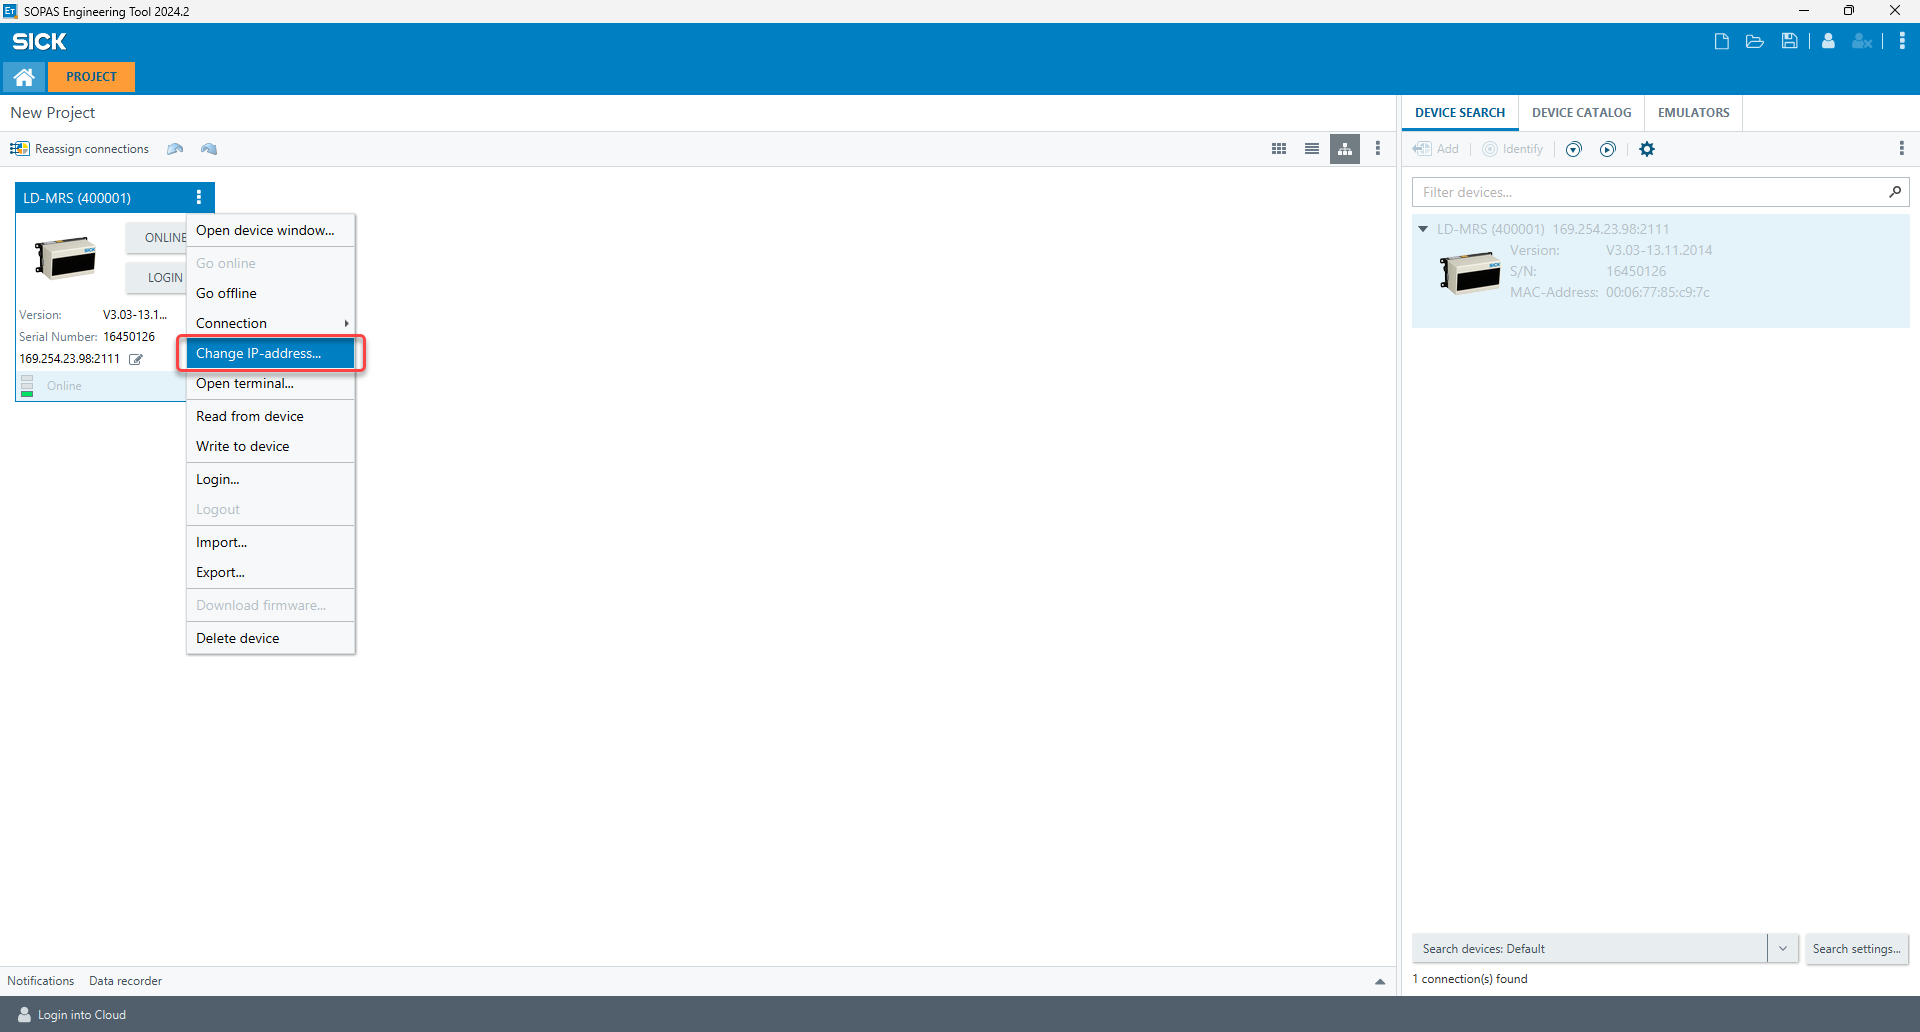 SOPAS Engineering Tool 2024.2
SICK
PROJECT
New Project
Reassign connections
LD-MRS (400001)
ONLINE
LOGIN
Version: V3.03-13.1...
Serial Number: 16450126
169.254.23.98:2111
Online
Open device window...
Go online
Go offline
Connection
Change IP-address...
Open terminal...
Read from device
Write to device
Login...
Logout
Import...
Export...
Download firmware...
Delete device
DEVICE SEARCH DEVICE CATALOG EMULATORS
Add Identify
Filter devices...
LD-MRS (400001) 169.254.23.98:2111
Version: V3.03-13.11.2014
S/N: 16450126
MAC-Address: 00:06:77:85:c9:7c
SICK
Search devices: Default
Search settings...
1 connection(s) found
Notifications Data recorder
Login into Cloud